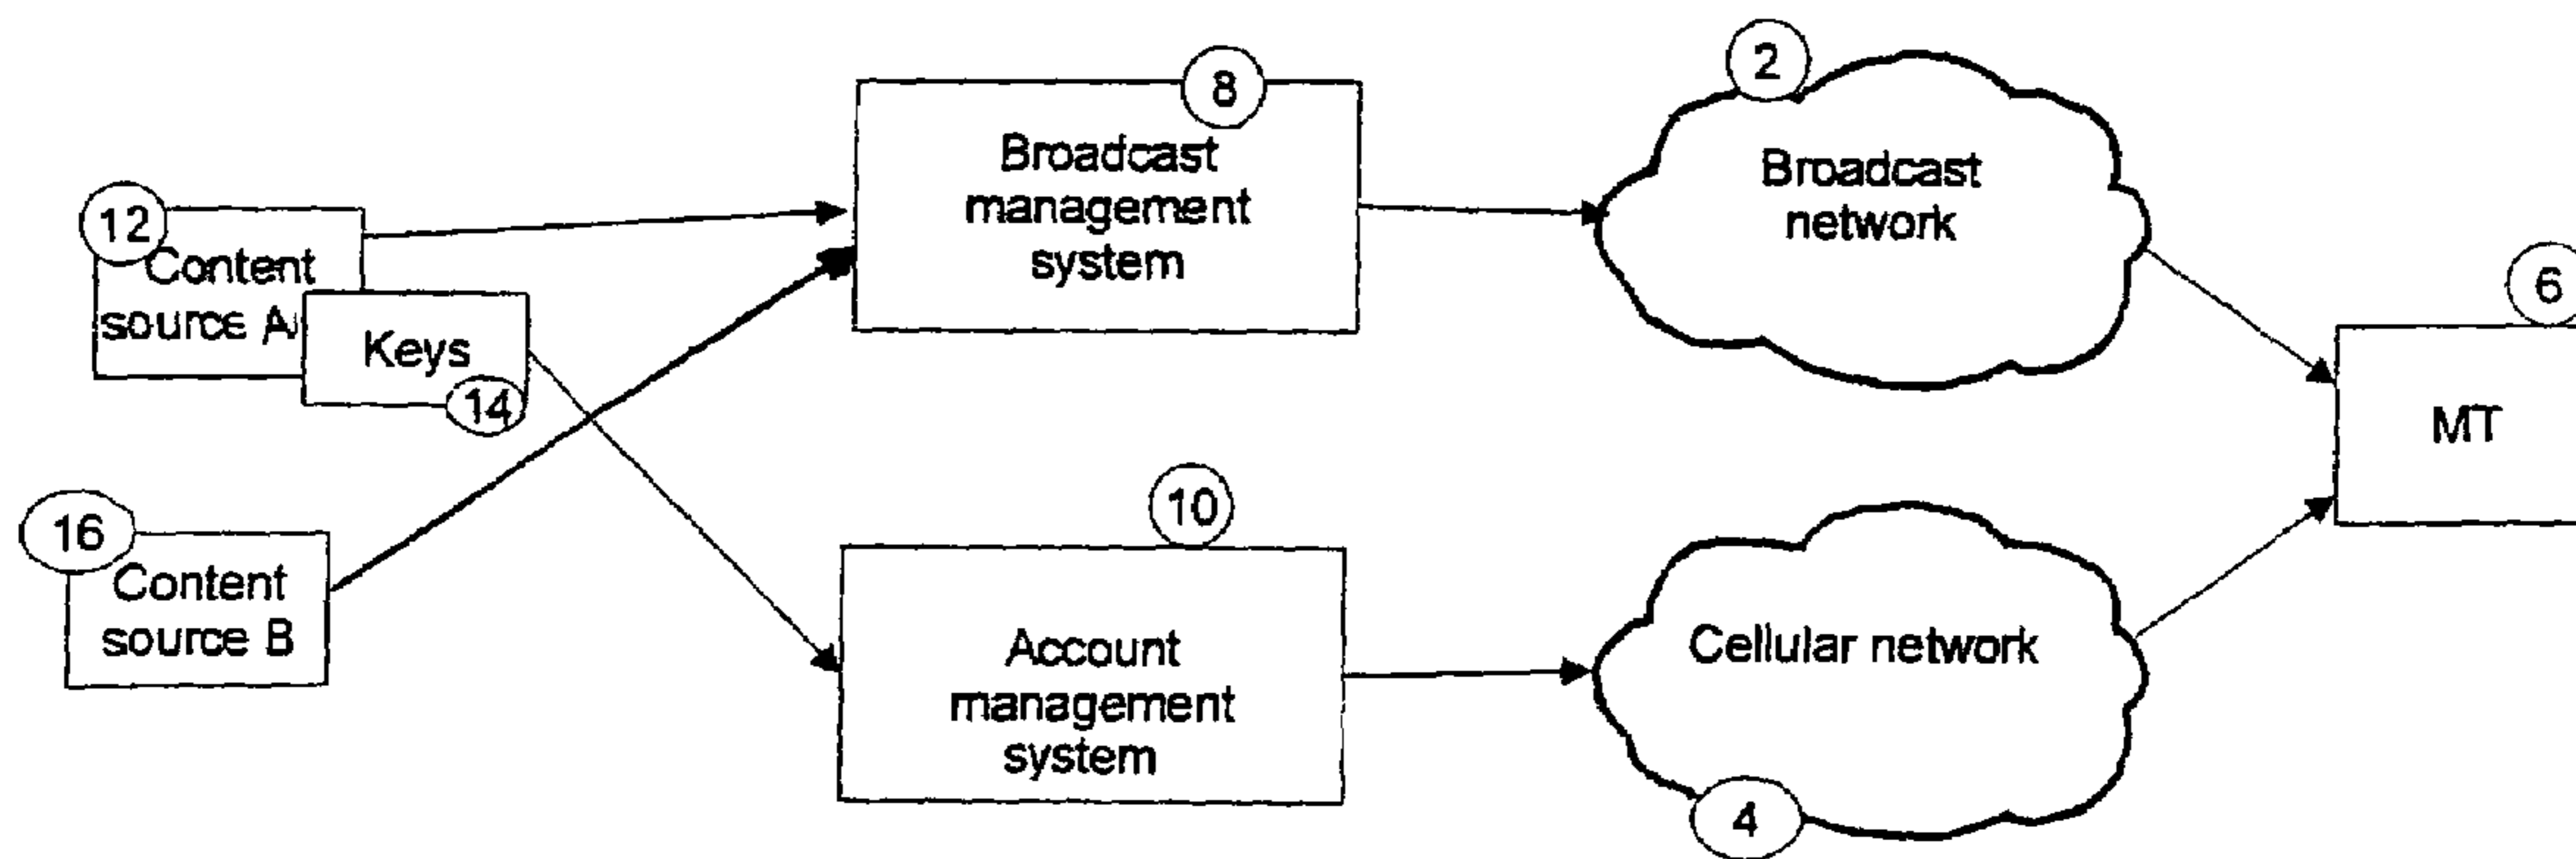 12
Content
source A
Keys
14
16
Content
source B
8
Broadcast
management
system
10
Account
management
system
2
Broadcast
network
Cellular network
4
6
MT